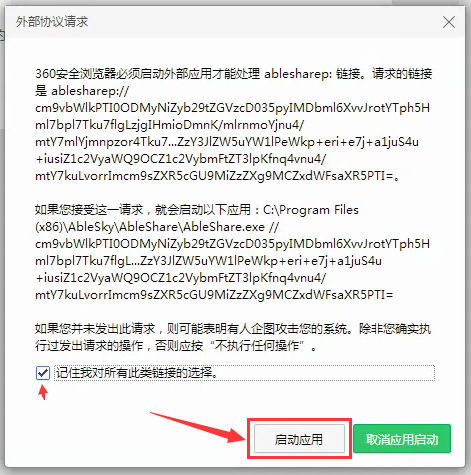 外部协议请求
360安全浏览器必须启动外部应用才能处理 ablesharep: 链接。请求的链接
是 ablesharep://
cm9vbWlkPTI0ODMyNiZyb29tZGVzcD035pyIMDbml6XvvJrotYTph5H
ml7bpl7Tku7flgLzjgIHmioDmnK/mlrnmoYjnu4/
mtY7mlYjmnpzor4Tku7...ZzY3JlZW5uYW1lPeWkp+eri+e7j+a1juS4u
+iusiZ1c2VyaWQ9OCZ1c2VybmFtZT3lpKfnq4vnu4/
mtY7kuLvorrImcm9sZXR5cGU9MiZzZXg9MCZxdWFsaXR5PTI=。
如果您接受这一请求，就会启动以下应用：C:\Program Files
(x86)\AbleSky\AbleShare\AbleShare.exe //
cm9vbWlkPTI0ODMyNiZyb29tZGVzcD035pyIMDbml6XvvJrotYTph5H
ml7bpl7Tku7flgL...ZzY3JlZW5uYW1lPeWkp+eri+e7j+a1juS4u
+iusiZ1c2VyaWQ9OCZ1c2VybmFtZT3lpKfnq4vnu4/
mtY7kuLvorrImcm9sZXR5cGU9MiZzZXg9MCZxdWFsaXR5PTI=
如果您并未发出此请求，则可能表明有人企图攻击您的系统。除非您确实执
行过发出请求的操作，否则应按“不执行任何操作”。
记住我对所有此类链接的选择。
启动应用
取消应用启动